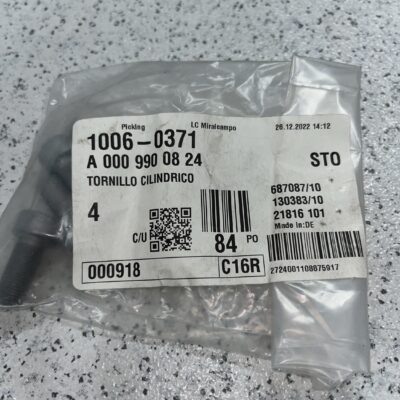 Picking LC Miralcampo 26.12.2022 14:12
1006-0371
A 000 990 08 24 STO
TORNILLO CILINDRICO
687087/10
130383/10
21816 101
Made in:DE
4 C/U 84 PO
000918 C16R
2724001108675917